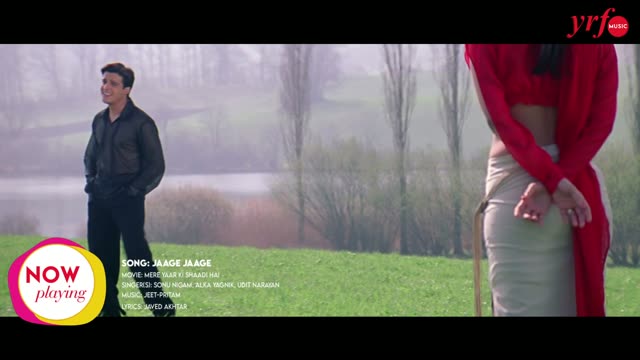 yrf
MUSIC
NOW
playing
SONG: JAAGE JAAGE
MOVIE: MERE YAAR KI SHAADI HAI
SINGER(S): SONU NIGAM, ALKA YAGNIK, UDIT NARAYAN
MUSIC: JEET-PRITAM
LYRICS: JAVED AKHTAR